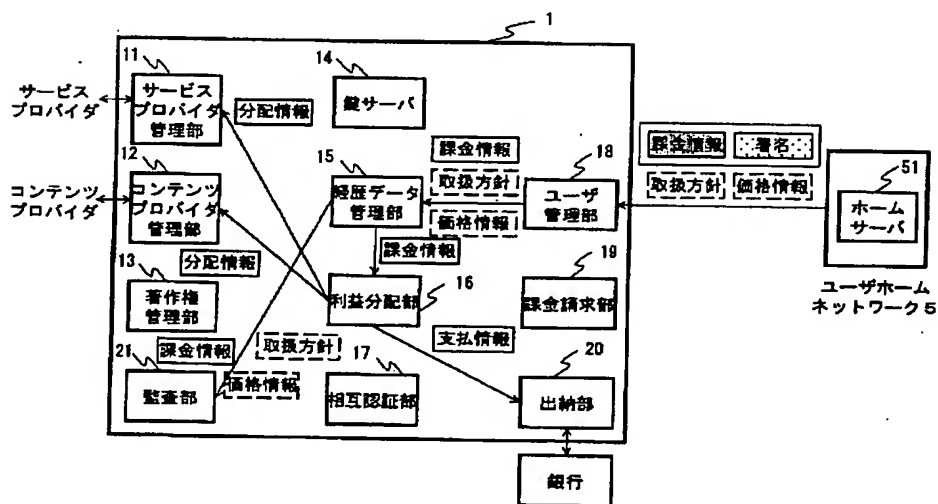 1
11
サービス
プロバイダ
管理部
サービス
プロバイダ
分配情報
14
鍵サーバ
12
コンテンツ
プロバイダ
管理部
コンテンツ
プロバイダ
15
経歴データ
管理部
課金情報
取扱方針
価格情報
18
ユーザ
管理部
課金情報
署名
取扱方針
価格情報
51
ホーム
サーバ
ユーザホーム
ネットワーク5
課金情報
分配情報
13
著作権
管理部
利益分配部
16
19
課金請求部
支払情報
取扱方針
課金情報
価格情報
21
監査部
17
相互認証部
20
出納部
銀行